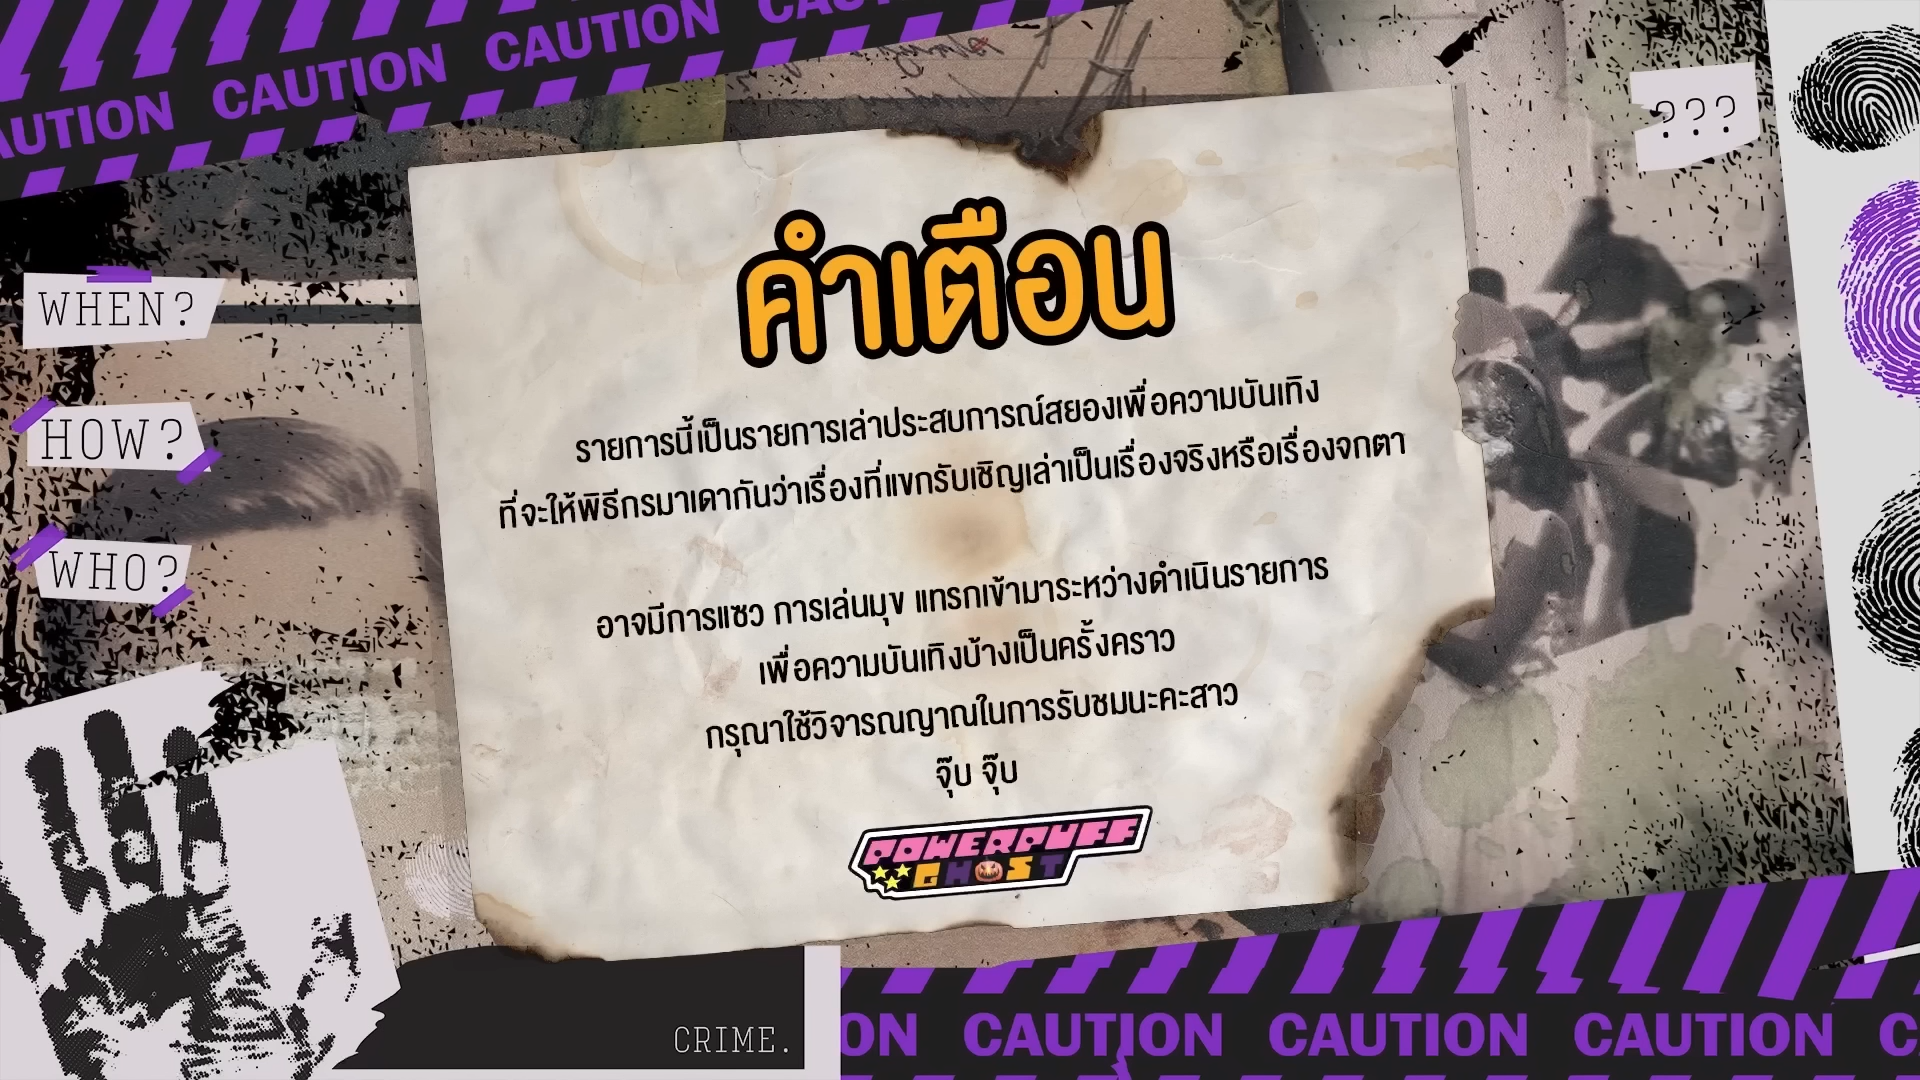 AUTION CAUTION CAUTION
???
WHEN?
HOW?
WHO?
คำเตือน
รายการนี้เป็นรายการเล่าประสบการณ์สยองเพื่อความบันเทิง
ที่จะให้พิธีกรมาเดากันว่าเรื่องที่แขกรับเชิญเล่าเป็นเรื่องจริงหรือเรื่องจกตา
อาจมีการแซว การเล่นมุข แทรกเข้ามาระหว่างดำเนินรายการ
เพื่อความบันเทิงบ้างเป็นครั้งคราว
กรุณาใช้วิจารณญาณในการรับชมนะคะสาว
จุ๊บ จุ๊บ
POWERPUFF
GHOST
CRIME.
ON CAUTION CAUTION CAUTION C